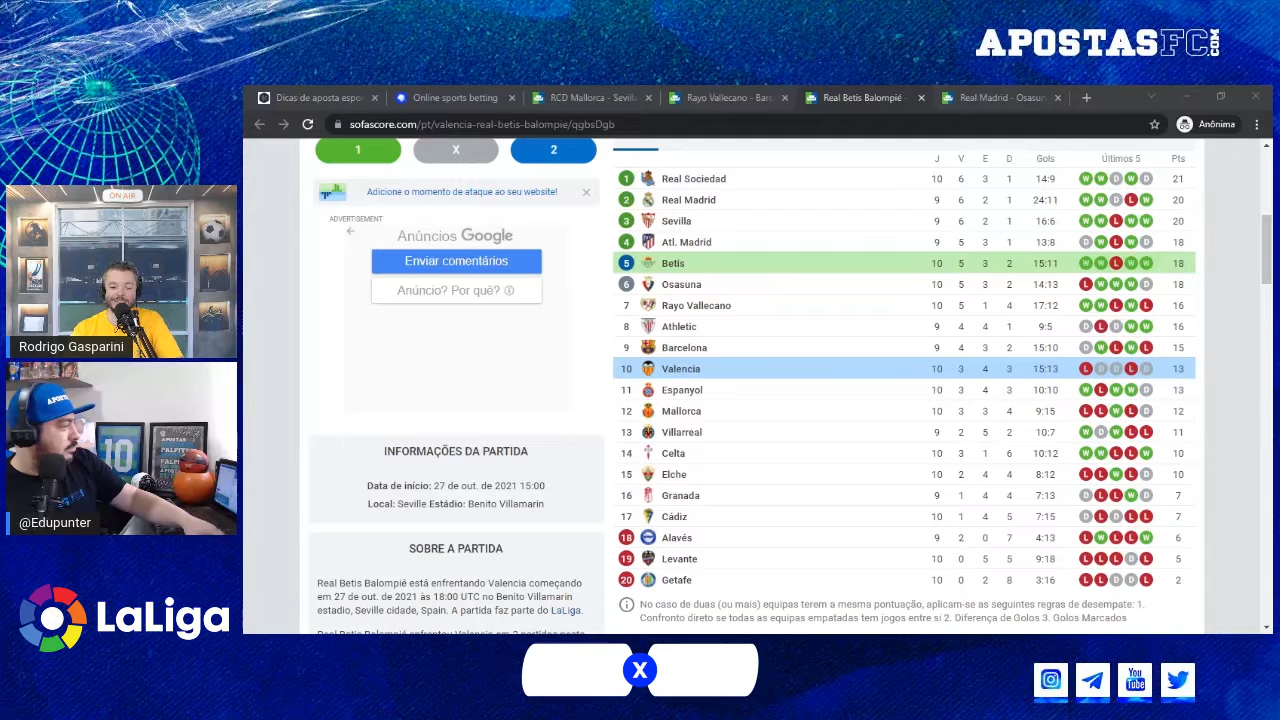 APOSTASFC.COM
Dicas de aposta espo
Online sports betting
RCD Mallorca - Sevilla
Rayo Vallecano - Barc
Real Betis Balompié -
Real Madrid - Osasun
sofascore.com/pt/valencia-real-betis-balompie/qgbsDgb
Anônima
1 X 2
Adicione o momento de ataque ao seu website!
ADVERTISEMENT
Anúncios Google
Enviar comentários
Anúncio? Por quê?
INFORMAÇÕES DA PARTIDA
Data de início: 27 de out. de 2021 15:00
Local: Seville Estádio: Benito Villamarin
SOBRE A PARTIDA
Real Betis Balompié está enfrentando Valencia começando
em 27 de out. de 2021 às 18:00 UTC no Benito Villamarin
estadio, Seville cidade, Spain. A partida faz parte do LaLiga.
J V E D Gols Últimos 5 Pts
1 Real Sociedad 10 6 3 1 14:9 W W D W D 21
2 Real Madrid 9 6 2 1 24:11 W W D L W 20
3 Sevilla 9 6 2 1 16:6 W W L W W 20
4 Atl. Madrid 9 5 3 1 13:8 D W L W D 18
5 Betis 10 5 3 2 15:11 W W L W W 18
6 Osasuna 10 5 3 2 14:13 L W W W D 18
7 Rayo Vallecano 10 5 1 4 17:12 W W L W L 16
8 Athletic 9 4 4 1 9:5 D L D W W 16
9 Barcelona 9 4 3 2 15:10 D W L W L 15
10 Valencia 10 3 4 3 15:13 L D D L D 13
11 Espanyol 10 3 4 3 10:10 W L W W D 13
12 Mallorca 10 3 3 4 9:15 L L W L D 12
13 Villarreal 9 2 5 2 10:7 W D W L L 11
14 Celta 10 3 1 6 10:12 W W L L W 10
15 Elche 10 2 4 4 8:12 L L W L D 10
16 Granada 9 1 4 4 7:13 D L L W D 7
17 Cádiz 10 1 4 5 7:15 D L D L L 7
18 Alavés 9 2 0 7 4:13 L W L L W 6
19 Levante 10 0 5 5 9:18 L L L D L 5
20 Getafe 10 0 2 8 3:16 L L D D L 2
No caso de duas (ou mais) equipas terem a mesma pontuação, aplicam-se as seguintes regras de desempate: 1.
Confronto direto se todas as equipas empatadas tem jogos entre si 2. Diferença de Golos 3. Golos Marcados
ON AIR
Rodrigo Gasparini
10
@Edupunter
LaLiga
X
You
Tube